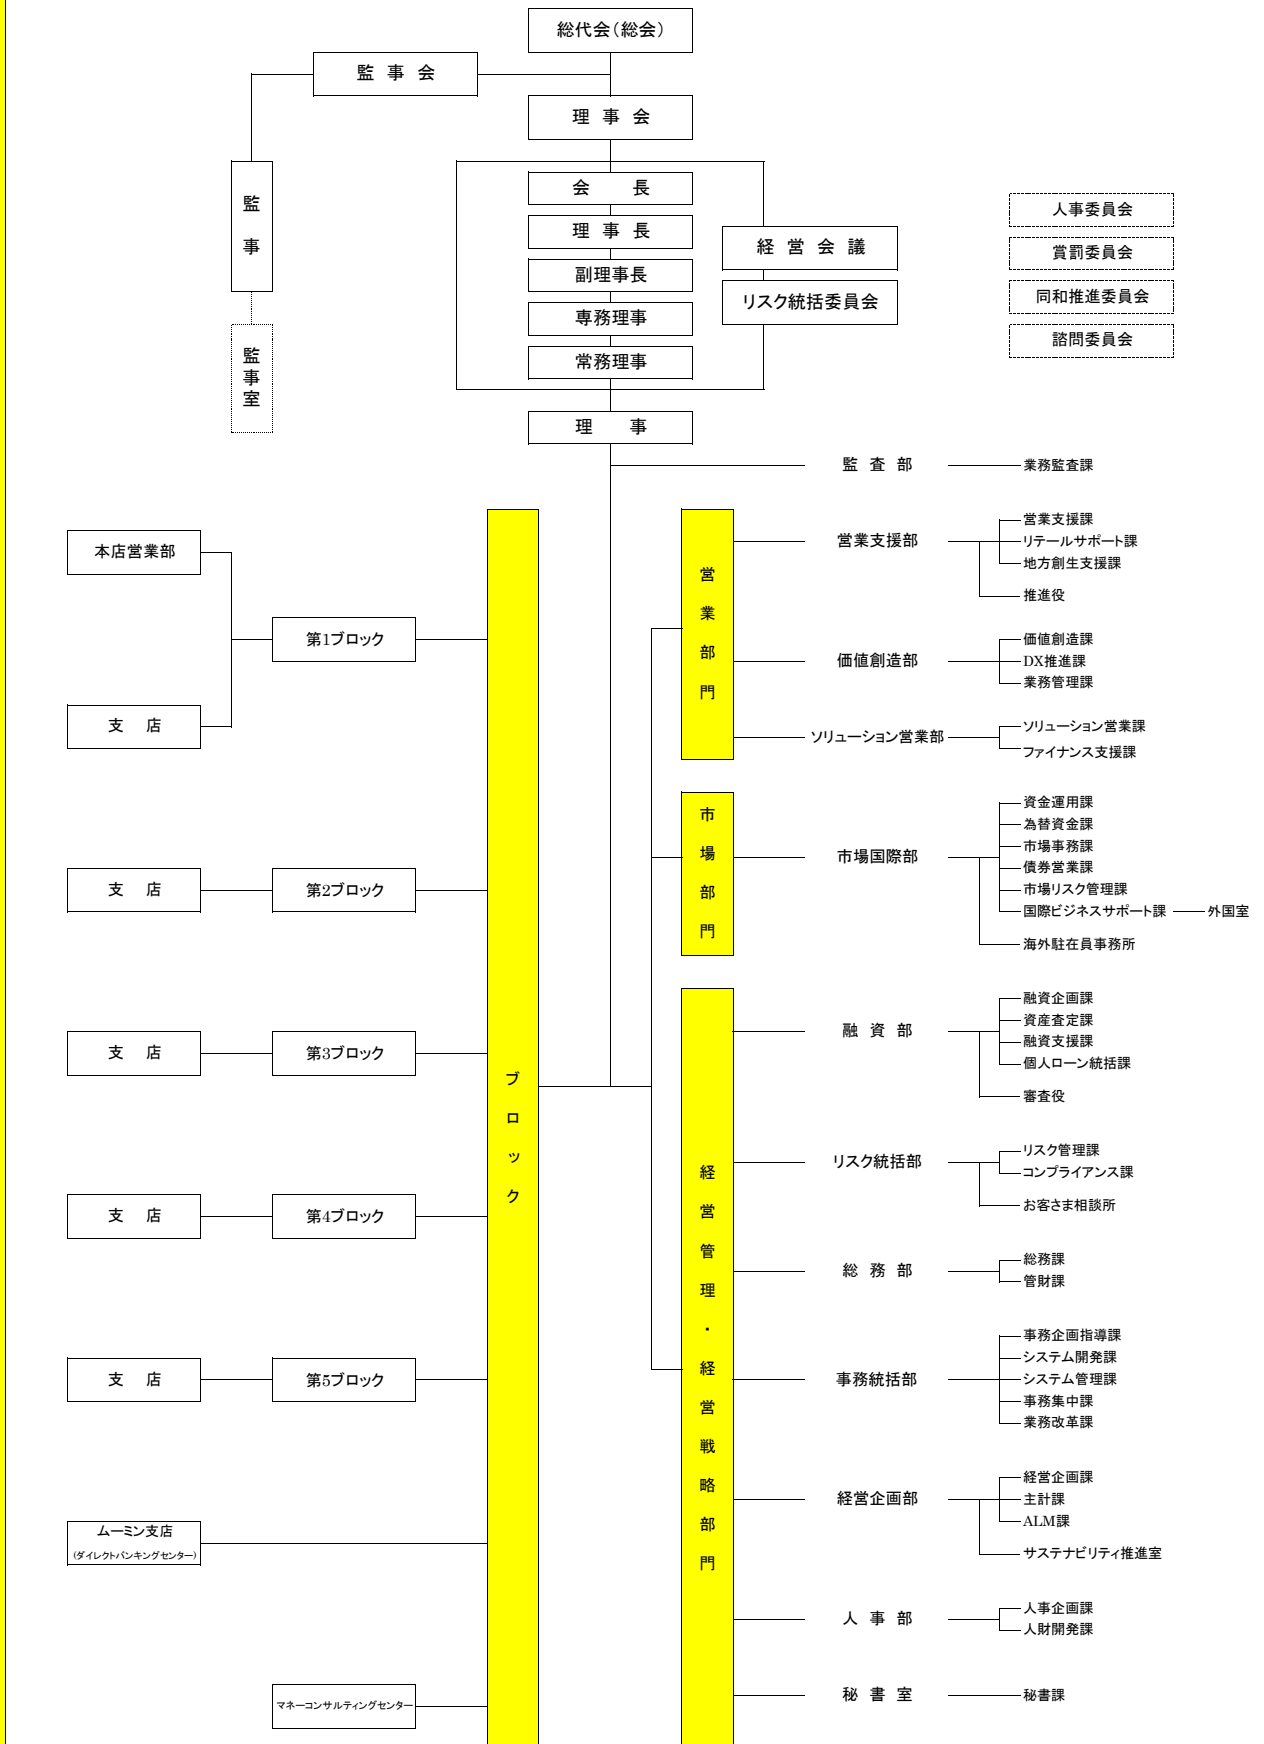 総代会（総会）
監事会
理事会
会長
理事長
副理事長
専務理事
常務理事
理事
経営会議
リスク統括委員会
人事委員会
賞罰委員会
同和推進委員会
諮問委員会
監事
監事室
監査部
業務監査課
本店営業部
支店
第1ブロック
支店
第2ブロック
支店
第3ブロック
支店
第4ブロック
支店
第5ブロック
ムーミン支店
(ダイレクトバンキングセンター)
マネーコンサルティングセンター
ブロック
営業部門
営業支援部
営業支援課
リテールサポート課
地方創生支援課
推進役
価値創造部
価値創造課
DX推進課
業務管理課
ソリューション営業部
ソリューション営業課
ファイナンス支援課
市場部門
市場国際部
資金運用課
為替資金課
市場事務課
債券営業課
市場リスク管理課
国際ビジネスサポート課
外国室
海外駐在員事務所
経営管理・経営戦略部門
融資部
融資企画課
資産査定課
融資支援課
個人ローン統括課
審査役
リスク統括部
リスク管理課
コンプライアンス課
お客さま相談所
総務部
総務課
管財課
事務統括部
事務企画指導課
システム開発課
システム管理課
事務集中課
業務改革課
経営企画部
経営企画課
主計課
ALM課
サステナビリティ推進室
人事部
人事企画課
人財開発課
秘書室
秘書課